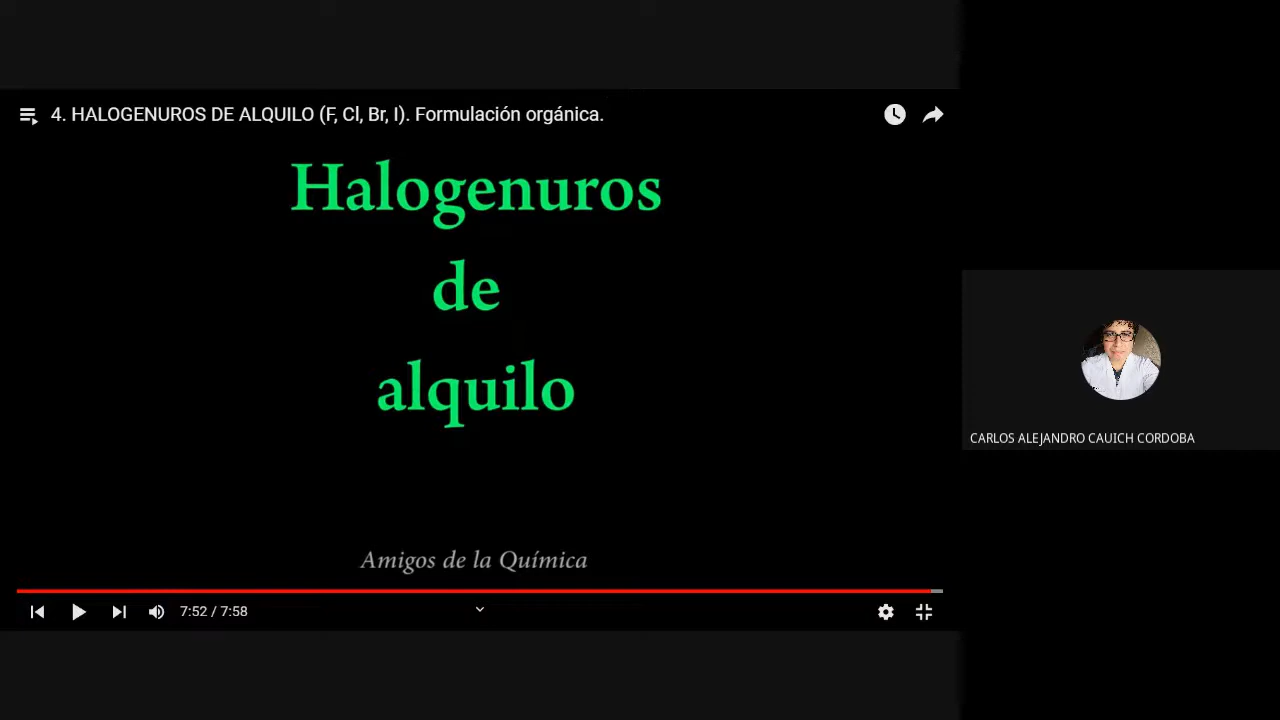 4. HALOGENUROS DE ALQUILO (F, Cl, Br, I). Formulación orgánica.
Halogenuros
de
alquilo
Amigos de la Química
7:52 / 7:58
CARLOS ALEJANDRO CAUICH CORDOBA